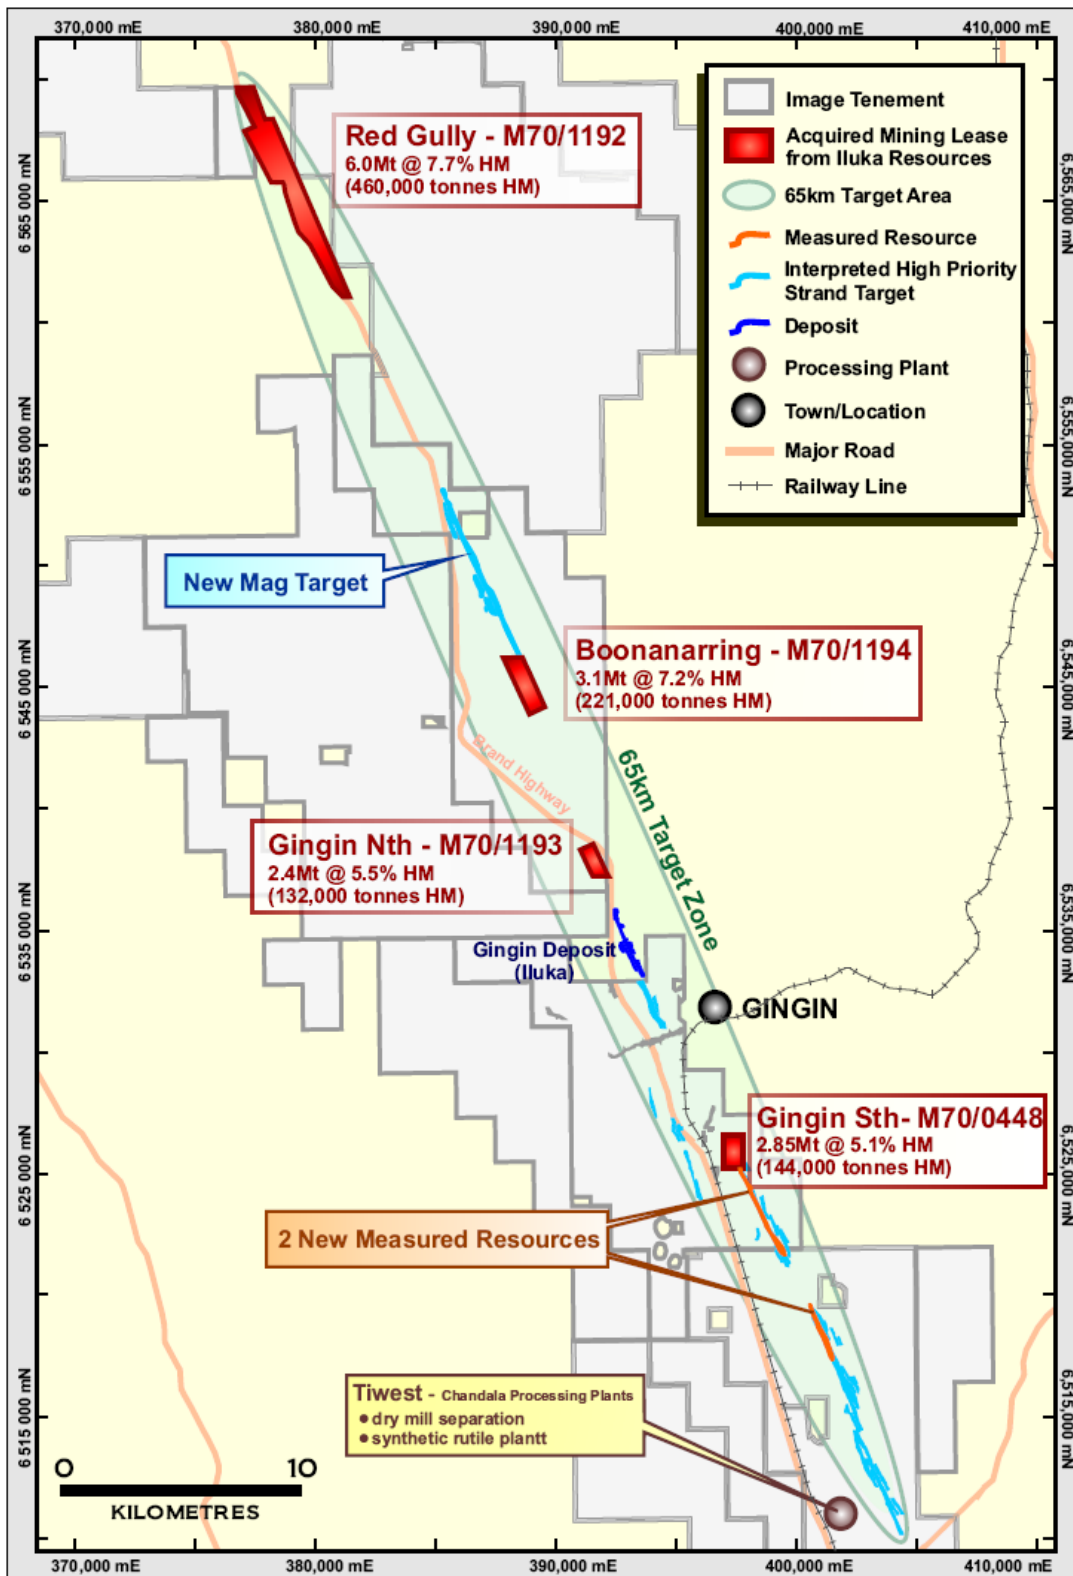 370,000 mE
380,000 mE
390,000 mE
400,000 mE
410,000 mE
Image Tenement
Acquired Mining Lease
from Iluka Resources
65km Target Area
Measured Resource
Interpreted High Priority
Strand Target
Deposit
Processing Plant
Town/Location
Major Road
Railway Line
Red Gully - M70/1192
6.0Mt @ 7.7% HM
(460,000 tonnes HM)
6 565 000 mN
6,565,000 mN
6 555 000 mN
6,555,000 mN
New Mag Target
Boonanarring - M70/1194
3.1Mt @ 7.2% HM
(221,000 tonnes HM)
6 545 000 mN
6,545,000 mN
Brand Highway
65km Target Zone
Gingin Nth - M70/1193
2.4Mt @ 5.5% HM
(132,000 tonnes HM)
6 535 000 mN
6,535,000 mN
Gingin Deposit
(Iluka)
GINGIN
Gingin Sth- M70/0448
2.85Mt @ 5.1% HM
(144,000 tonnes HM)
6 525 000 mN
6,525,000 mN
2 New Measured Resources
Tiwest - Chandala Processing Plants
• dry mill separation
• synthetic rutile plantt
6 515 000 mN
6,515,000 mN
0 10
KILOMETRES
370,000 mE
380,000 mE
390,000 mE
400,000 mE
410,000 mE